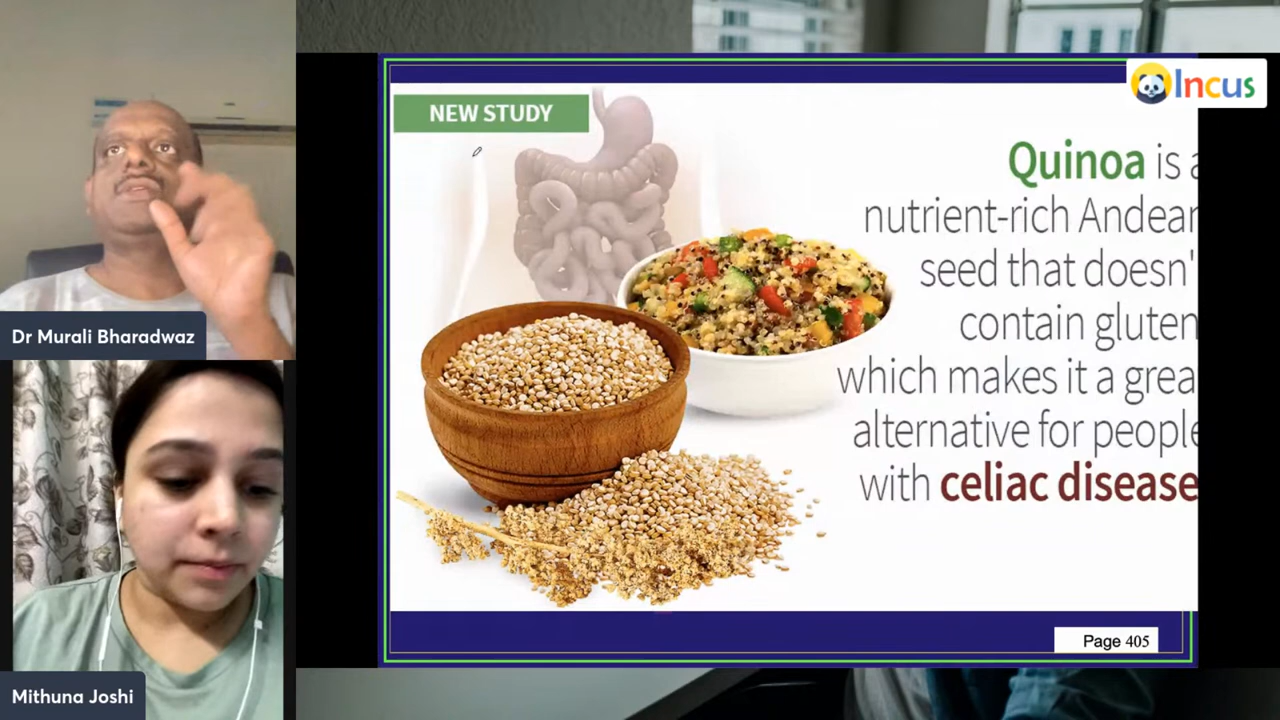 Incus
NEW STUDY
Quinoa is a
nutrient-rich Andean
seed that doesn'
contain gluten
which makes it a grea
alternative for people
with celiac disease
Page 405
Dr Murali Bharadwaz
Mithuna Joshi